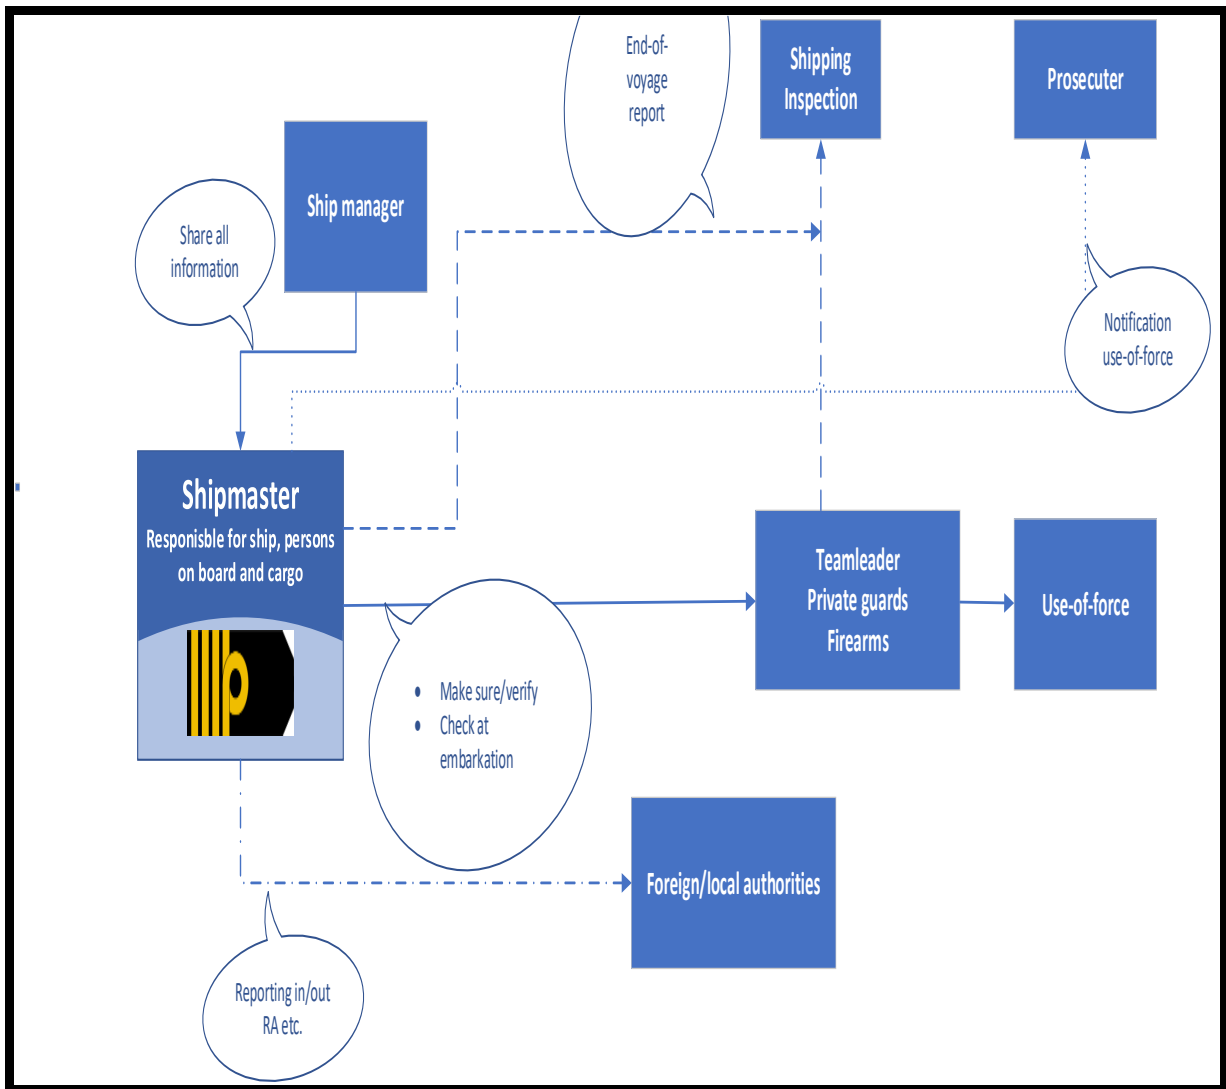 End-of-
voyage
report
Shipping
Inspection
Prosecuter
Ship manager
Share all
information
Notification
use-of-force
Shipmaster
Responisble for ship, persons
on board and cargo
Teamleader
Private guards
Firearms
Use-of-force
• Make sure/verify
• Check at
embarkation
Foreign/local authorities
Reporting in/out
RA etc.